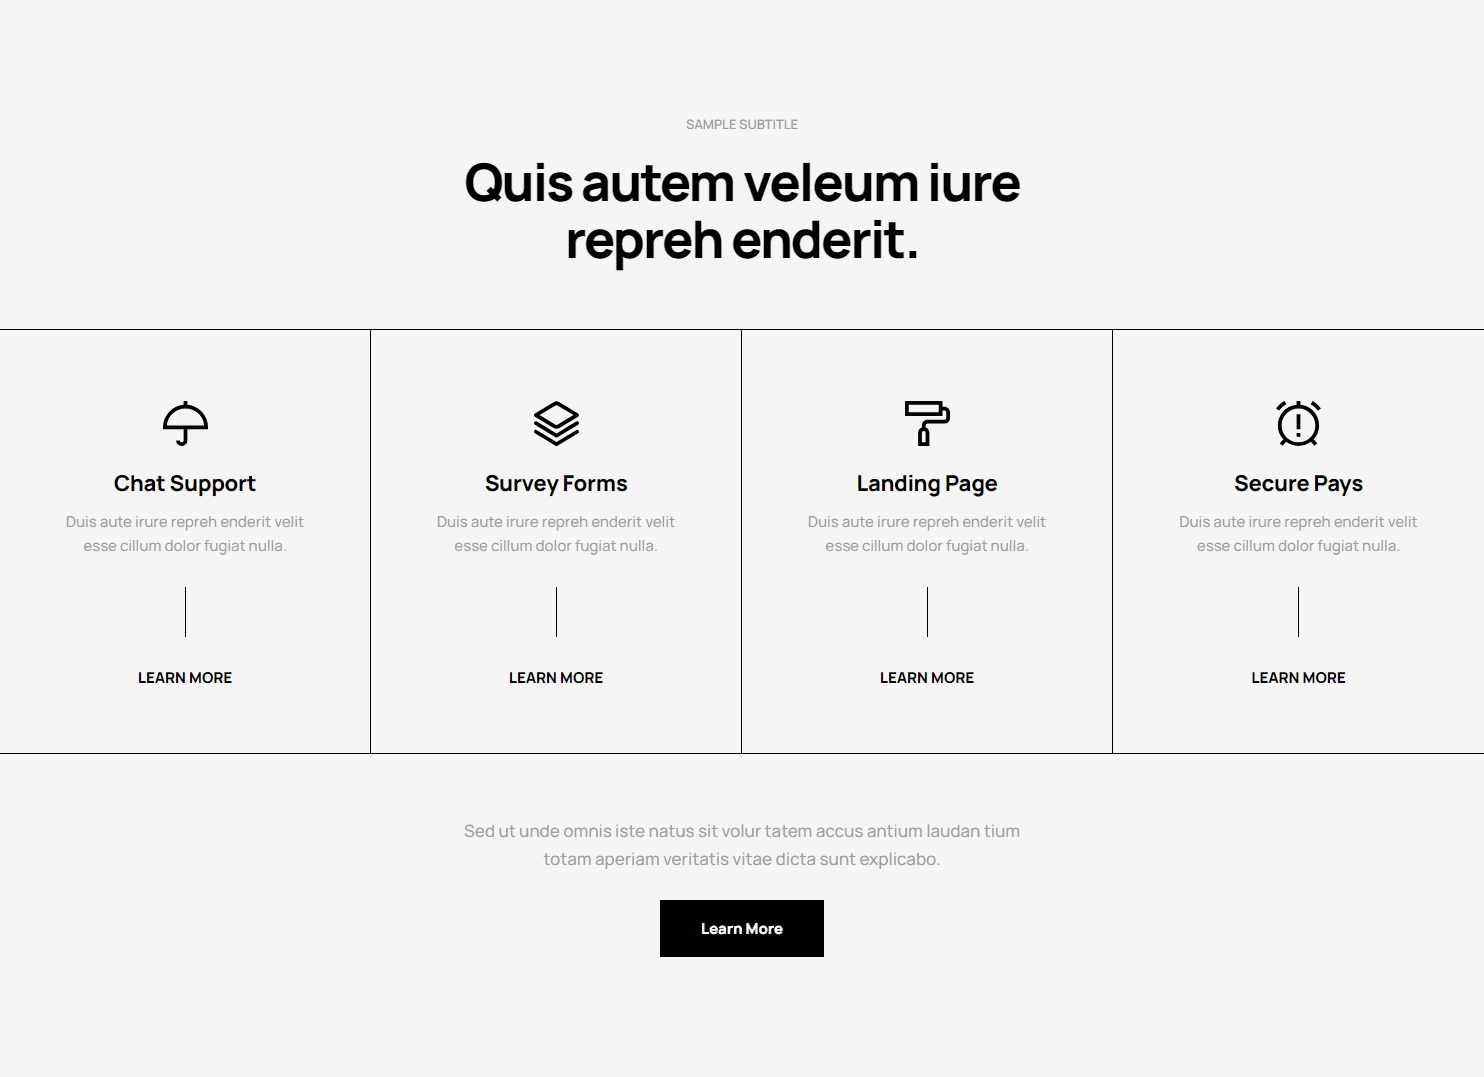 SAMPLE SUBTITLE
Quis autem veleum iure
repreh enderit.
Chat Support
Duis aute irure repreh enderit velit
esse cillum dolor fugiat nulla.
LEARN MORE
Survey Forms
Duis aute irure repreh enderit velit
esse cillum dolor fugiat nulla.
LEARN MORE
Landing Page
Duis aute irure repreh enderit velit
esse cillum dolor fugiat nulla.
LEARN MORE
Secure Pays
Duis aute irure repreh enderit velit
esse cillum dolor fugiat nulla.
LEARN MORE
Sed ut unde omnis iste natus sit volur tatem accus antium laudan tium
totam aperiam veritatis vitae dicta sunt explicabo.
Learn More